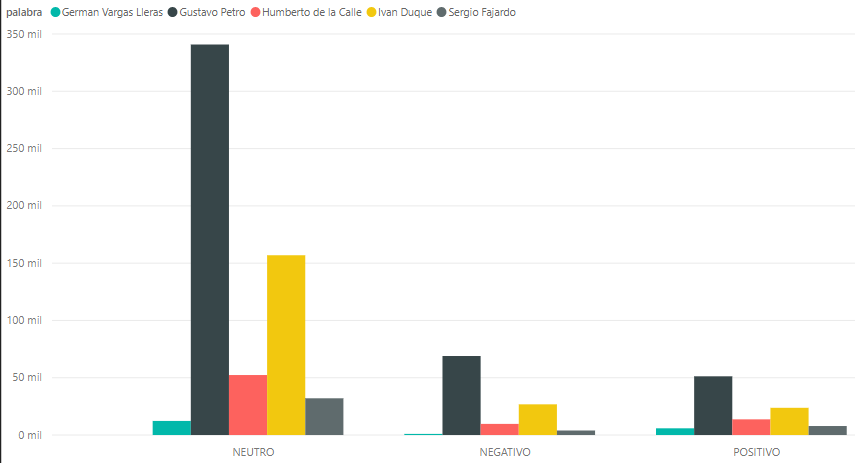 palabra German Vargas Lleras Gustavo Petro Humberto de la Calle Ivan Duque Sergio Fajardo
350 mil
300 mil
250 mil
200 mil
150 mil
100 mil
50 mil
0 mil
NEUTRO NEGATIVO POSITIVO